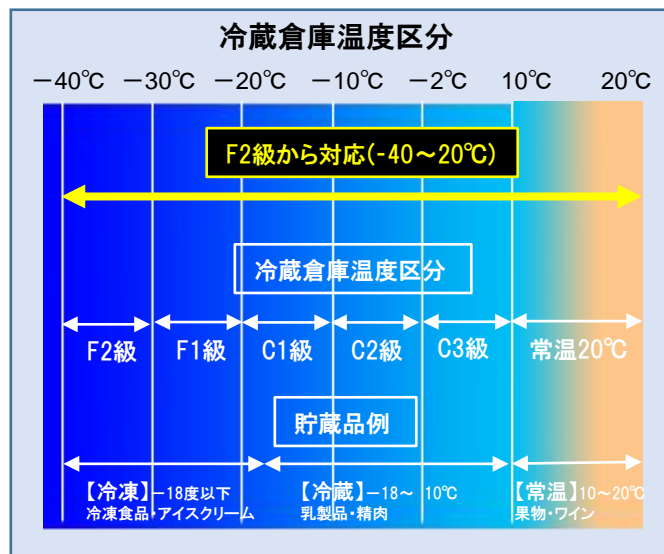 冷蔵倉庫温度区分
－40℃ －30℃ －20℃ －10℃ －2℃ 10℃ 20℃
F2級から対応(-40～20℃)
冷蔵倉庫温度区分
F2級 F1級 C1級 C2級 C3級 常温20℃
貯蔵品例
【冷凍】－18度以下 【冷蔵】－18～ 10℃ 【常温】10～20℃
冷凍食品・アイスクリーム 乳製品・精肉 果物・ワイン